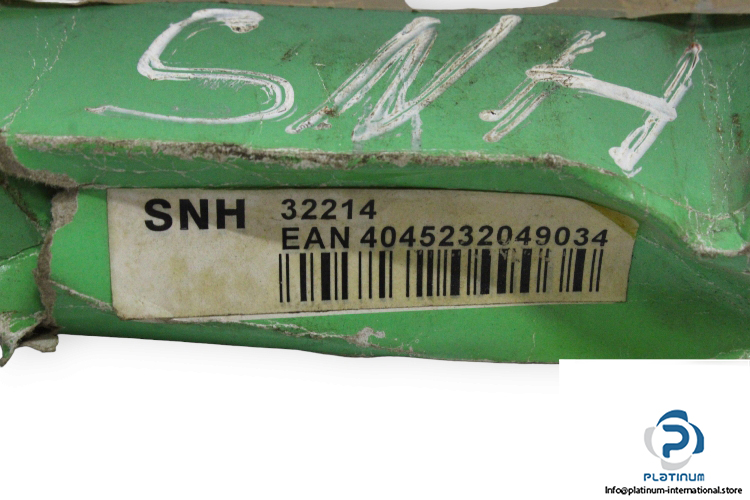 SNH
SNH 32214
EAN 4045232049034
PLATINUM
Info@platinum-international.store